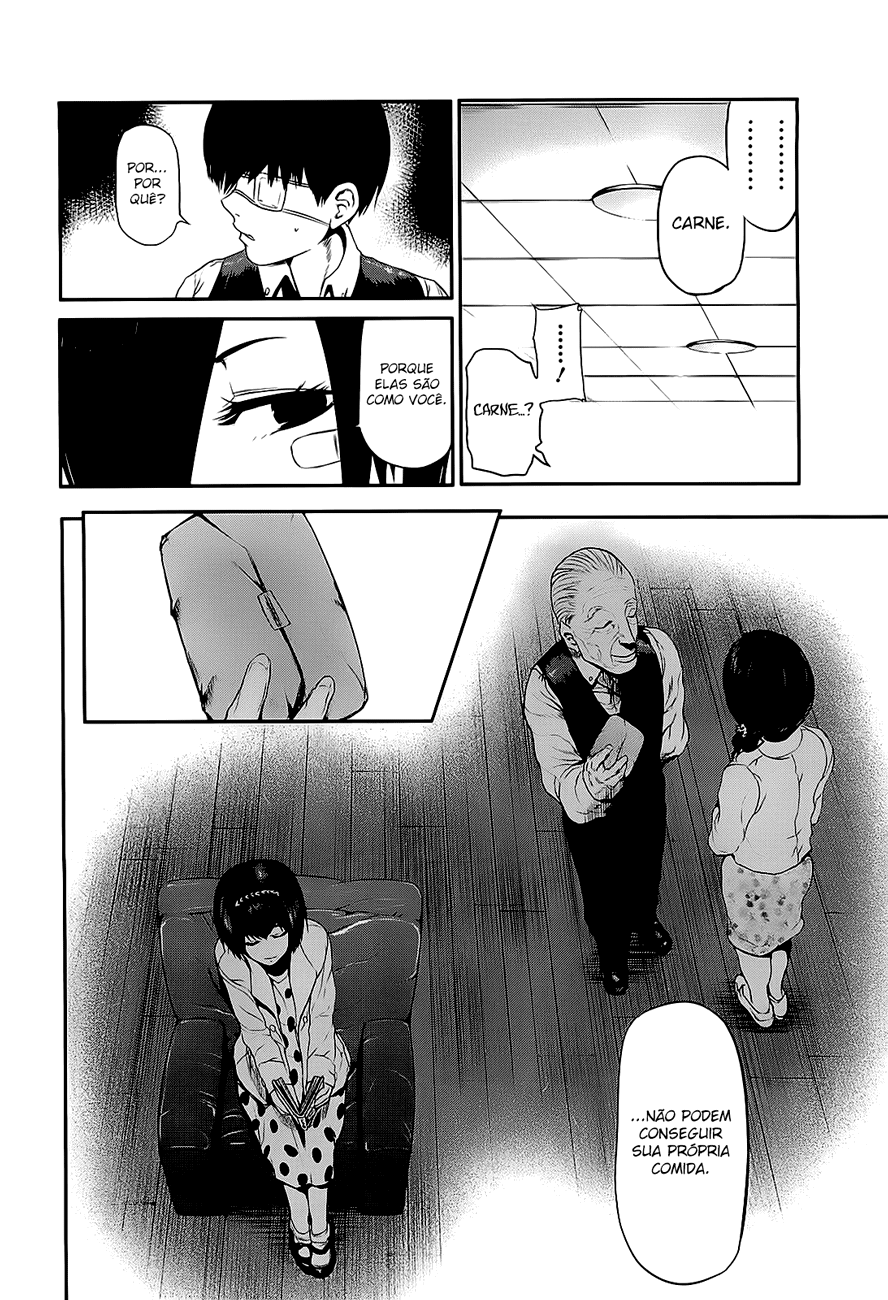 ..........
CARNE.
......!
CARNE...?
POR...
POR
QUÊ?
PORQUE
ELAS SÃO
COMO VOCÊ.
...NÃO PODEM
CONSEGUIR
SUA PRÓPRIA
COMIDA.